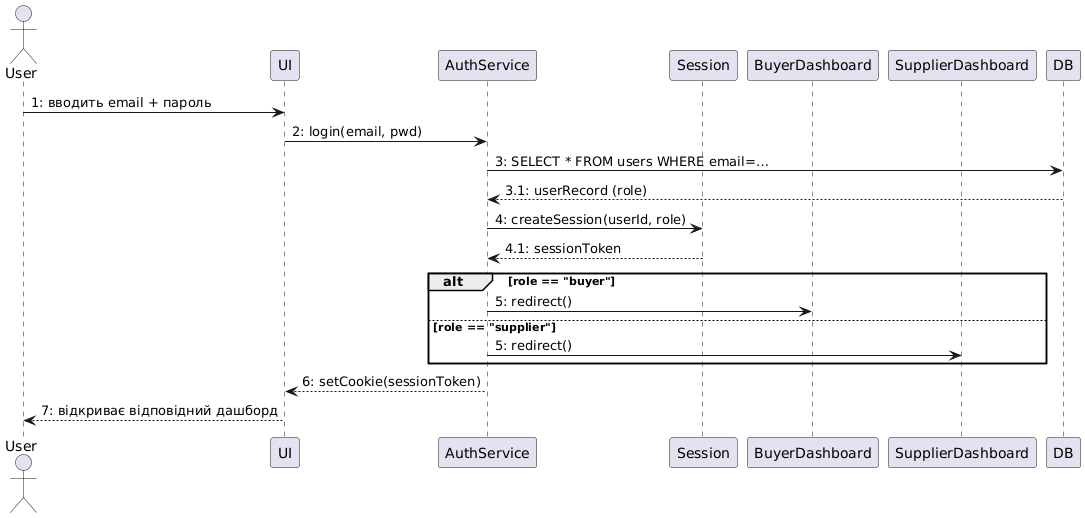 User
UI
AuthService
Session
BuyerDashboard
SupplierDashboard
DB
1: вводить email + пароль
2: login(email, pwd)
3: SELECT * FROM users WHERE email=...
3.1: userRecord (role)
4: createSession(userId, role)
4.1: sessionToken
alt
[role == "buyer"]
5: redirect()
[role == "supplier"]
5: redirect()
6: setCookie(sessionToken)
7: відкриває відповідний дашборд
User
UI
AuthService
Session
BuyerDashboard
SupplierDashboard
DB